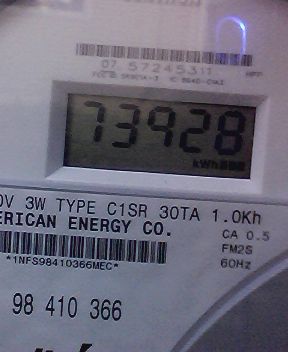 07 57245311
73928
kWh
0V 3W TYPE C1SR 30TA 1.0Kh
ERICAN ENERGY CO.
CA 0.5
FM2S
*1NFS98410366MEC*
60Hz
98 410 366